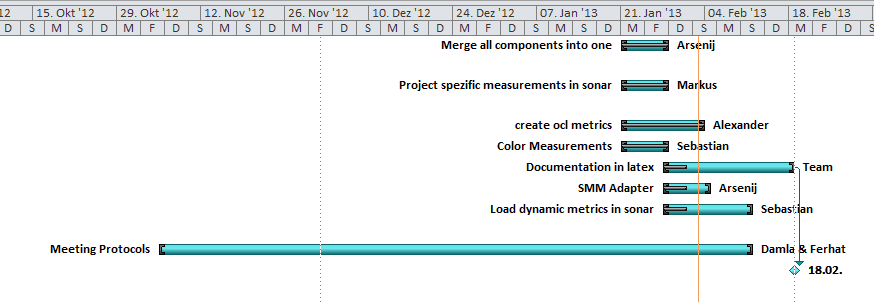 12 15. Okt '12 29. Okt '12 12. Nov '12 26. Nov '12 10. Dez '12 24. Dez '12 07. Jan '13 21. Jan '13 04. Feb '13 18. Feb '13
D S M S D M F D S M S D M F D S M S D M F D S M S D M F D S M S D M F D S
Merge all components into one Arsenij
Project spezific measurements in sonar Markus
create ocl metrics Alexander
Color Measurements Sebastian
Documentation in latex Team
SMM Adapter Arsenij
Load dynamic metrics in sonar Sebastian
Meeting Protocols Damla & Ferhat
18.02.